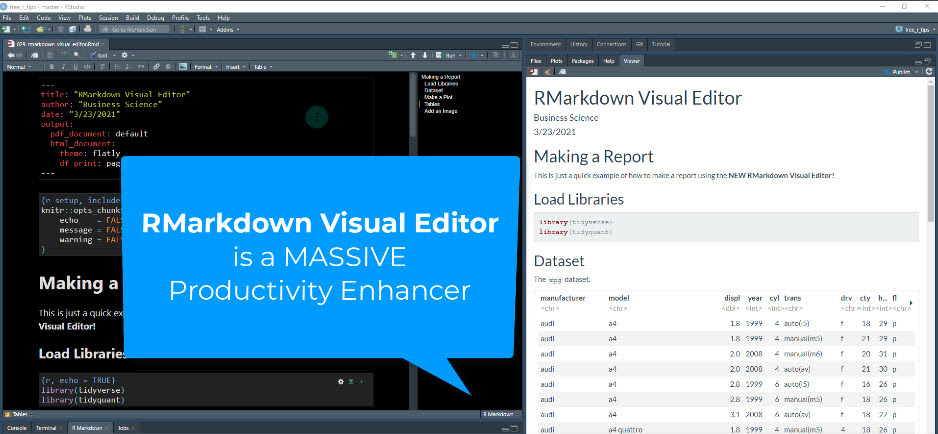 free_r_tips - master - RStudio
File Edit Code View Plots Session Build Debug Profile Tools Help
Go to file/function Addins free_r_tips
029_rmarkdown_visual_editor.Rmd
Knit Run
Normal B I U Format Insert Table
---
title: "RMarkdown Visual Editor"
author: "Business Science"
date: "3/23/2021"
output:
pdf_document: default
html_document:
theme: flatly
df_print: pag
---
{r setup, include
knitr::opts_chunk
echo = FALS
message = FALS
warning = FALS
)
Making a
This is just a quick ex
Visual Editor!
Load Libraries
{r, echo = TRUE}
library(tidyverse)
library(tidyquant)
Tables R Markdown
Console Terminal R Markdown Jobs
Making a Report
Load Libraries
Dataset
Make a Plot
Tables
Add an Image
RMarkdown Visual Editor
is a MASSIVE
Productivity Enhancer
Environment History Connections Git Tutorial
Files Plots Packages Help Viewer
Publish
RMarkdown Visual Editor
Business Science
3/23/2021
Making a Report
This is just a quick example of how to make a report using the NEW RMarkdown Visual Editor!
Load Libraries
library(tidyverse)
library(tidyquant)
Dataset
The mpg dataset.
manufacturer model displ year cyl trans drv cty h... fl
<chr> <chr> <dbl> <int> <int> <chr> <chr> <int> <int> <chr>
audi a4 1.8 1999 4 auto(l5) f 18 29 p
audi a4 1.8 1999 4 manual(m5) f 21 29 p
audi a4 2.0 2008 4 manual(m6) f 20 31 p
audi a4 2.0 2008 4 auto(av) f 21 30 p
audi a4 2.8 1999 6 auto(l5) f 16 26 p
audi a4 2.8 1999 6 manual(m5) f 18 26 p
audi a4 3.1 2008 6 auto(av) f 18 27 p
audi a4 quattro 1.8 1999 4 manual(m5) 4 18 26 p